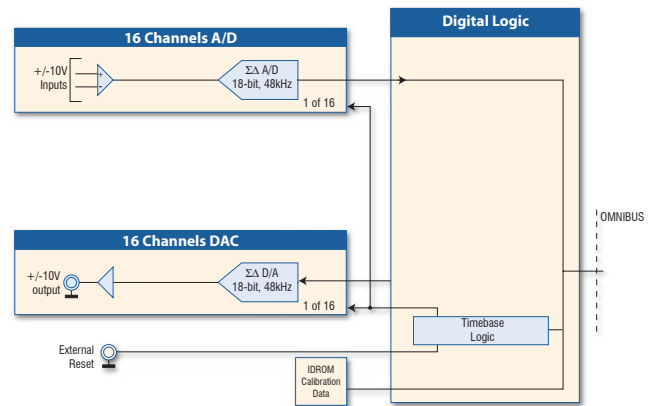 Digital Logic
16 Channels A/D
+/-10V
Inputs
+
-
ΣΔ A/D
18-bit, 48kHz
1 of 16
OMNIBUS
16 Channels DAC
+/-10V
output
ΣΔ D/A
18-bit, 48kHz
1 of 16
Timebase
Logic
External
Reset
IDROM
Calibration
Data